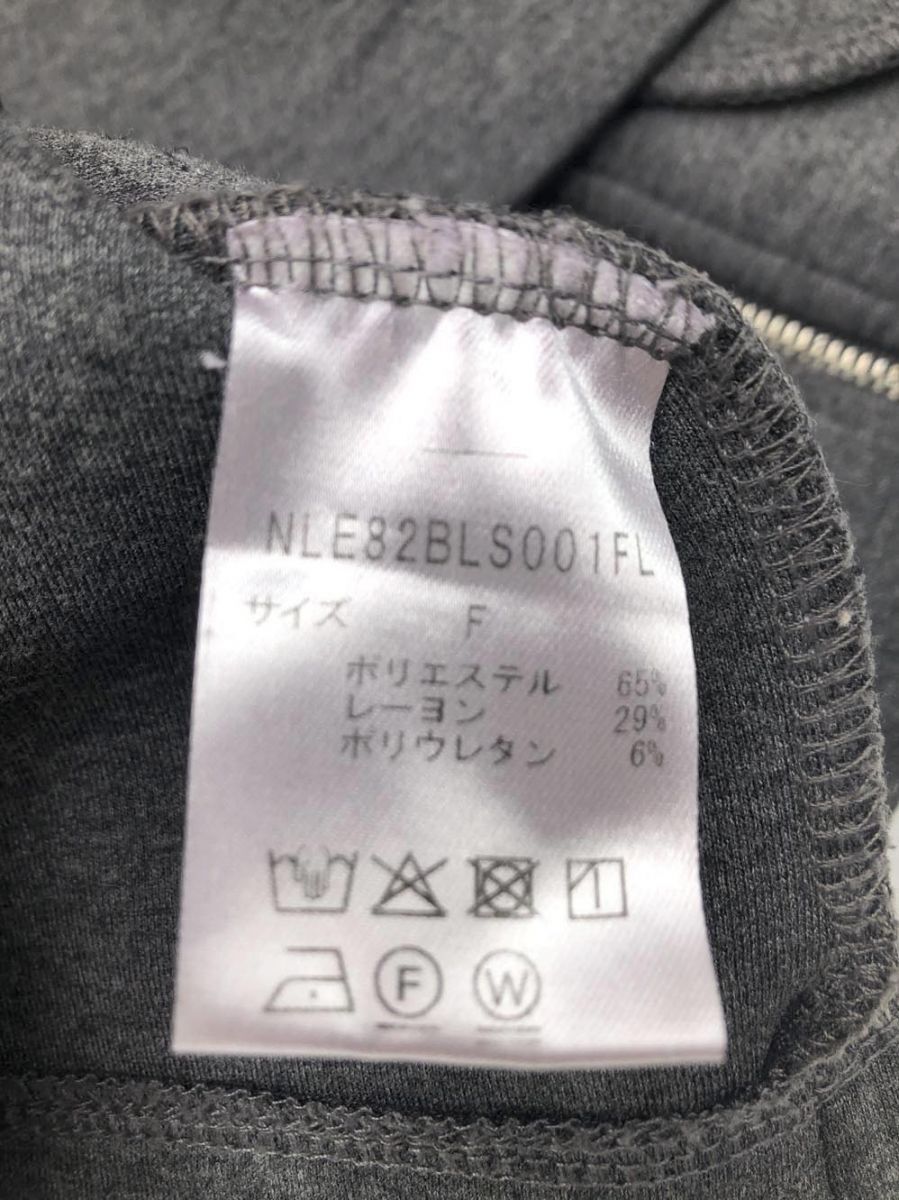 NLE82BLS001FL
サイズ F
ポリエステル 65%
レーヨン 29%
ポリウレタン 6%
F W